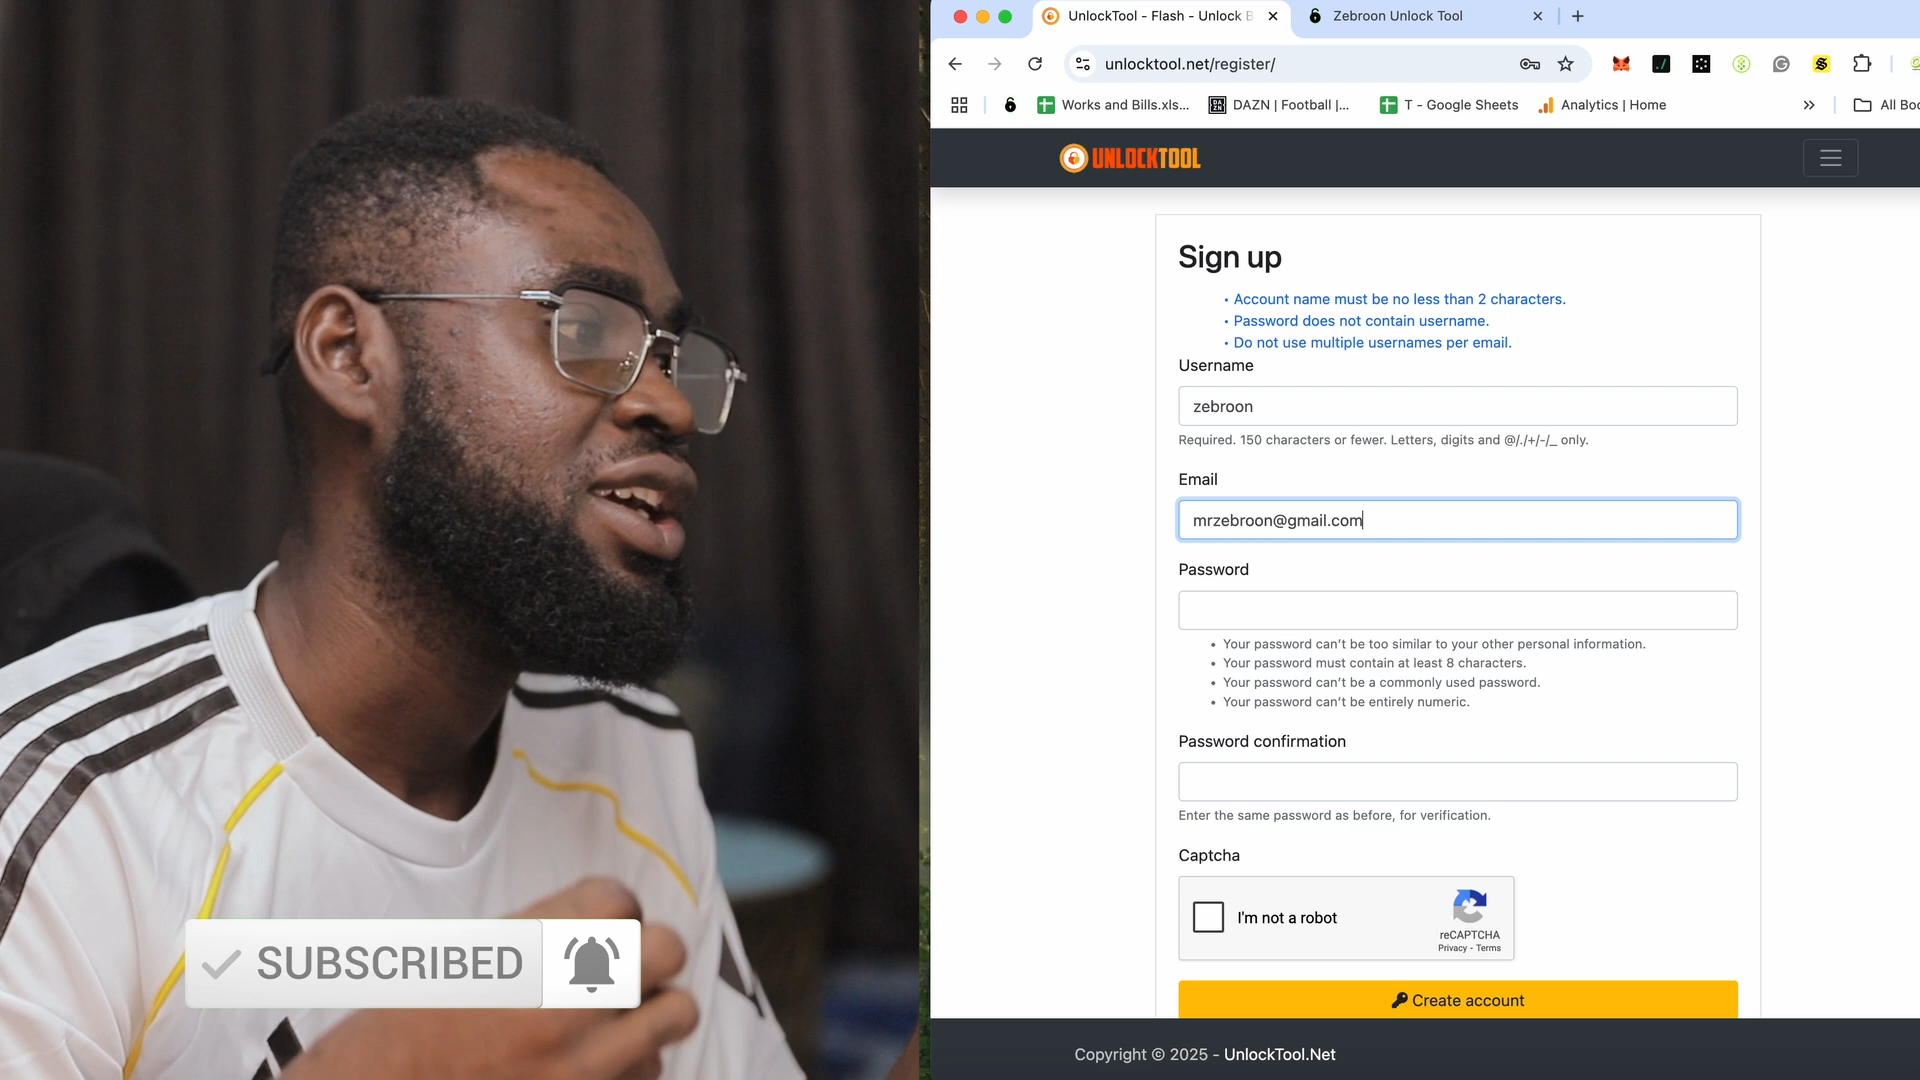 UnlockTool - Flash - Unlock B
Zebroon Unlock Tool
unlocktool.net/register/
Works and Bills.xls...
DAZN | Football |...
T - Google Sheets
Analytics | Home
All Boo
UNLOCKTOOL
Sign up
• Account name must be no less than 2 characters.
• Password does not contain username.
• Do not use multiple usernames per email.
Username
zebroon
Required. 150 characters or fewer. Letters, digits and @/./+/-/_ only.
Email
mrzebroon@gmail.com
Password
• Your password can’t be too similar to your other personal information.
• Your password must contain at least 8 characters.
• Your password can’t be a commonly used password.
• Your password can’t be entirely numeric.
Password confirmation
Enter the same password as before, for verification.
Captcha
I'm not a robot
reCAPTCHA
Privacy - Terms
Create account
Copyright © 2025 - UnlockTool.Net
SUBSCRIBED